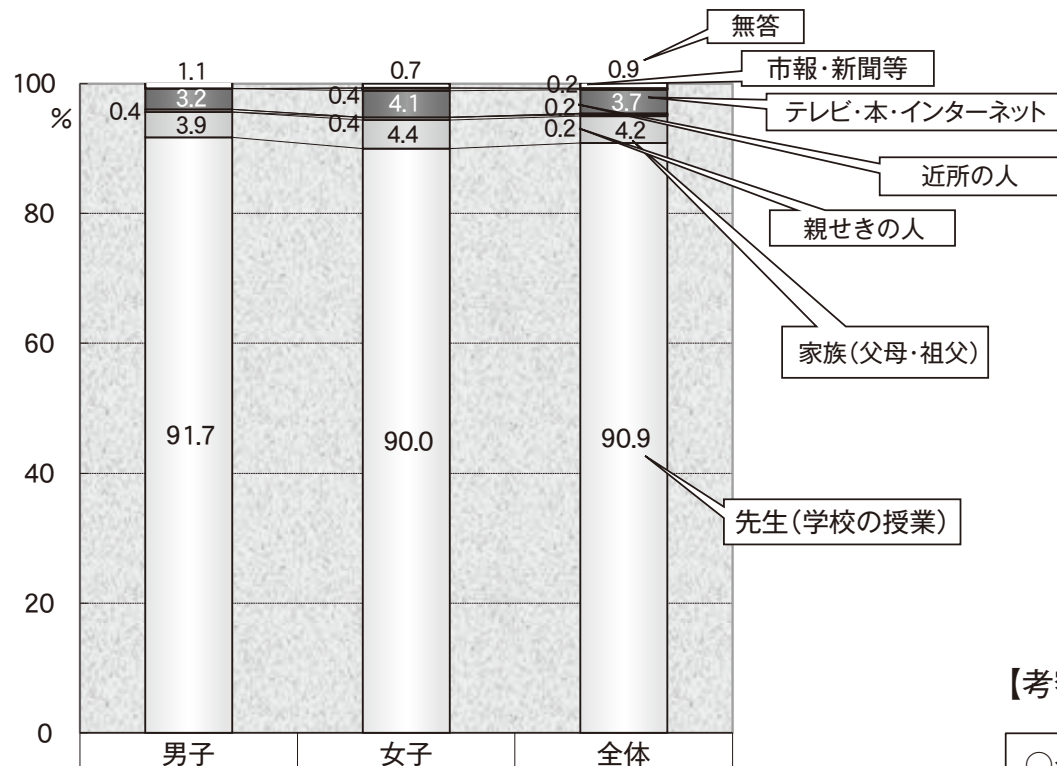 無答
市報・新聞等
テレビ・本・インターネット
近所の人
親せきの人
家族(父母・祖父)
先生(学校の授業)
100
%
80
60
40
20
0
1.1
3.2
0.4
3.9
91.7
0.7
0.4
4.1
0.4
4.4
90.0
0.9
0.2
3.7
0.2
0.2
4.2
90.9
男子
女子
全体
【考
○